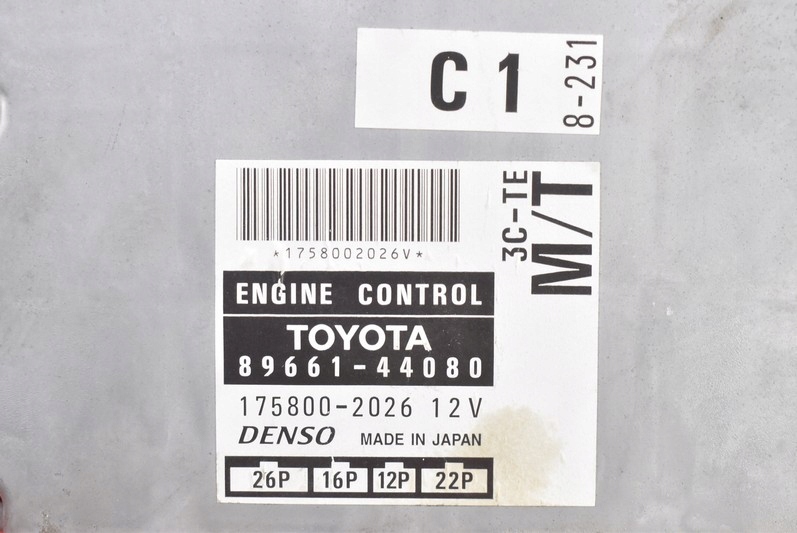 C 1
8-231
3C-TE
M/T
*1758002026V*
ENGINE CONTROL
TOYOTA
89661-44080
175800-2026 12V
DENSO MADE IN JAPAN
26P 16P 12P 22P